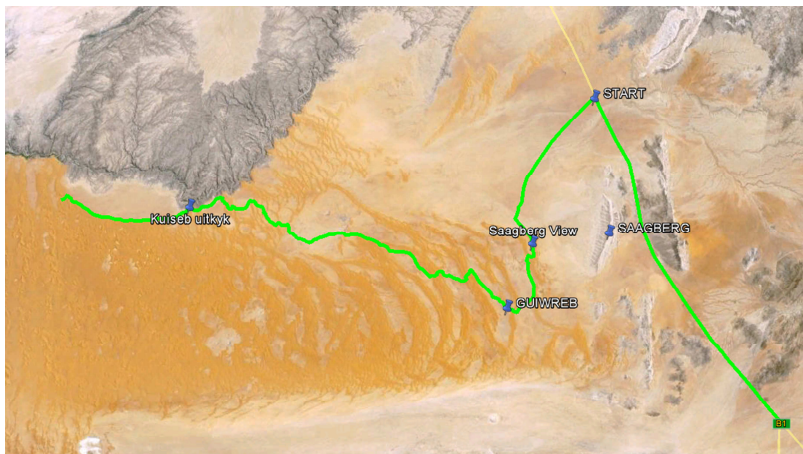 START
Kuiseb uitkyk
Saagberg View
SAAGBERG
GUIWREB
B1